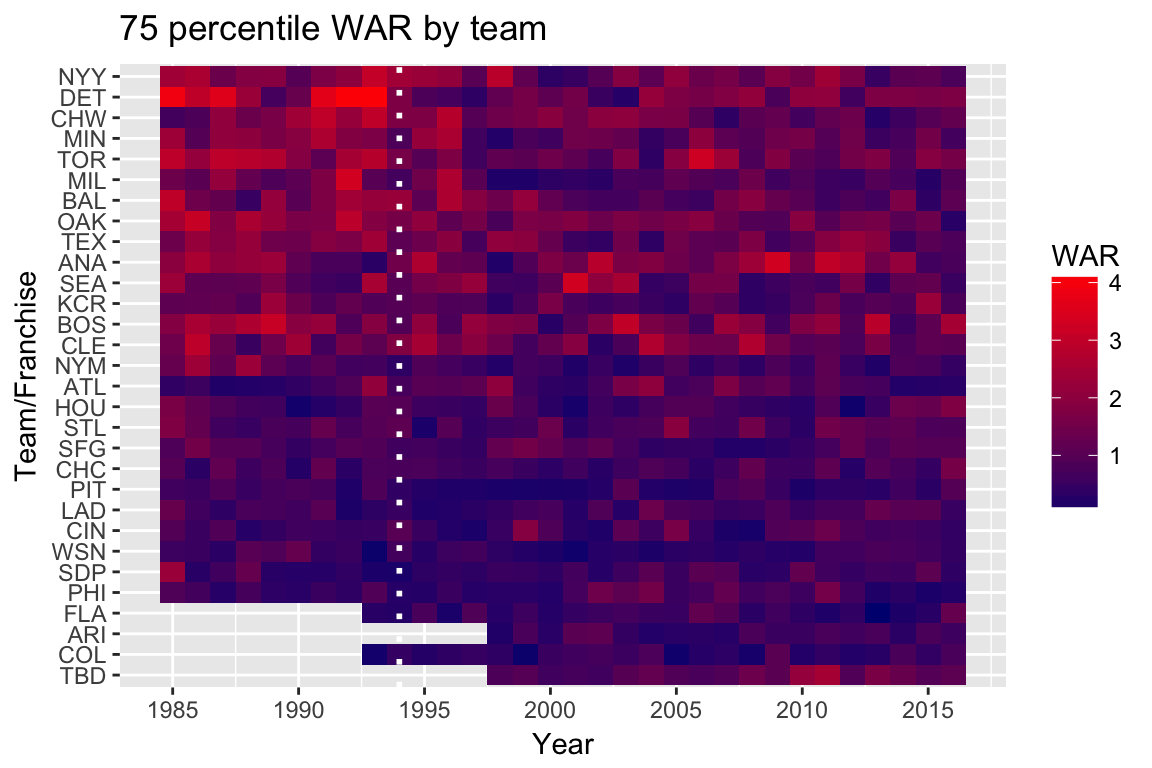 75 percentile WAR by team
NYY
DET
CHW
MIN
TOR
MIL
BAL
OAK
TEX
ANA
SEA
KCR
BOS
CLE
NYM
ATL
HOU
STL
SFG
CHC
PIT
LAD
CIN
WSN
SDP
PHI
FLA
ARI
COL
TBD
Team/Franchise
1985 1990 1995 2000 2005 2010 2015
Year
WAR
4
3
2
1